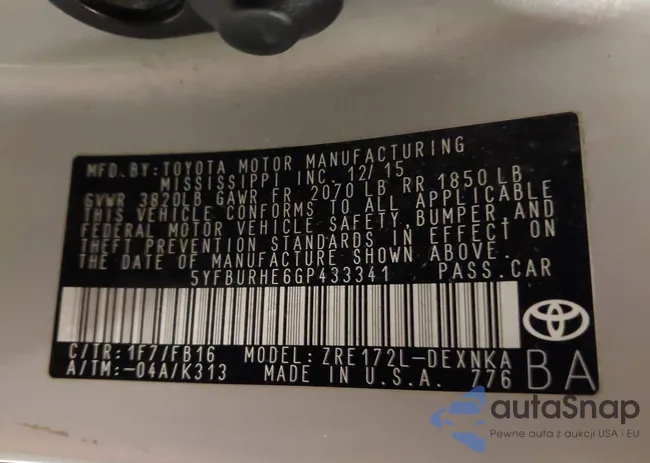 MFD.BY:TOYOTA MOTOR MANUFACTURING
MISSISSIPPI INC. 12/15
GVWR 3820LB GAWR FR 2070 LB RR 1850 LB
THIS VEHICLE CONFORMS TO ALL APPLICABLE
FEDERAL MOTOR VEHICLE SAFETY, BUMPER, AND
THEFT PREVENTION STANDARDS IN EFFECT ON
THE DATE OF MANUFACTURE SHOWN ABOVE.
5YFBURHE6GP433341 PASS.CAR
C/TR:1F7/FB16 MODEL:ZRE172L-DEXNKA
A/TM:-04A/K313 MADE IN U.S.A. 776 BA
autaSnap
Pewne auta z aukcji USA i EU